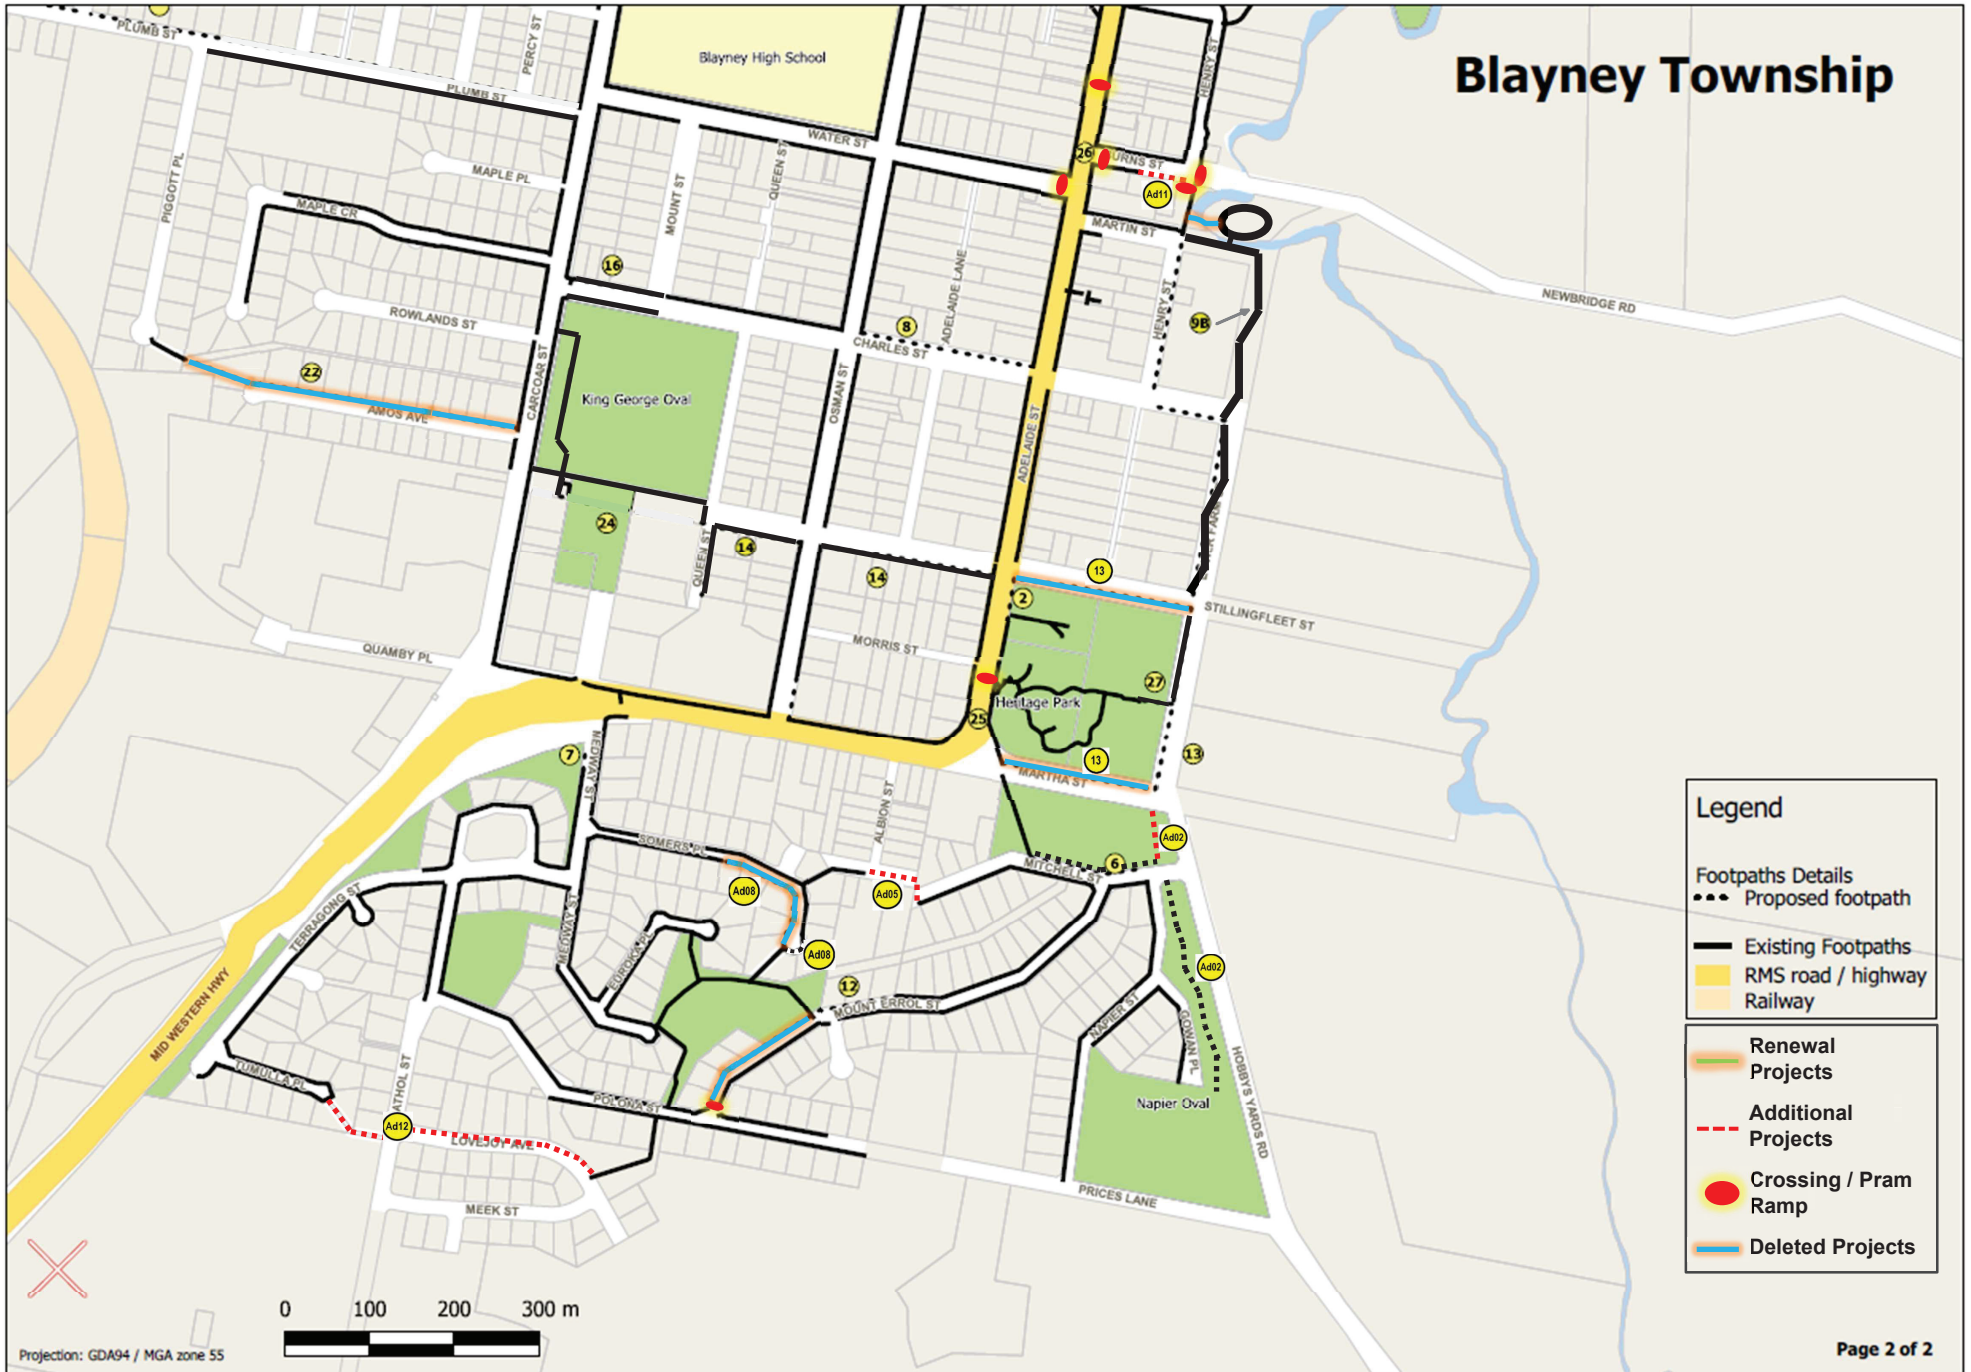 Blayney Township
PLUMB ST
PERCY ST
Blayney High School
HENRY ST
PLUMB ST
WATER ST
26
URNS ST
MAPLE PL
QUEEN ST
PIGGOTT PL
MOUNT ST
Ad11
MAPLE CR
MARTIN ST
16
ADELAIDE LANE
NEWBRIDGE RD
ROWLANDS ST
8
HENRY ST
9B
CHARLES ST
22
CARCOAR ST
King George Oval
OSMAN ST
AMOS AVE
ADELAIDE ST
24
14
QUEEN ST
14
13
2
STILLINGFLEET ST
MORRIS ST
QUAMBY PL
27
Heritage Park
25
7
13
13
MARTHA ST
MEDWAY ST
ALBION ST
SOMERS PL
Ad02
6
MITCHELL ST
Ad08
Ad05
TERRAGONG ST
MEDWAY ST
EUROKA PL
Ad08
Ad02
12
MOUNT ERROL ST
MID WESTERN HWY
NAPIER ST
GOWAN PL
HOBBYS YARDS RD
TUMULLA PL
ATHOL ST
POLONA ST
Napier Oval
Ad12
LOVEJOY AVE
PRICES LANE
MEEK ST
Legend
Footpaths Details
Proposed footpath
Existing Footpaths
RMS road / highway
Railway
Renewal
Projects
Additional
Projects
Crossing / Pram
Ramp
Deleted Projects
0 100 200 300 m
Projection: GDA94 / MGA zone 55
Page 2 of 2